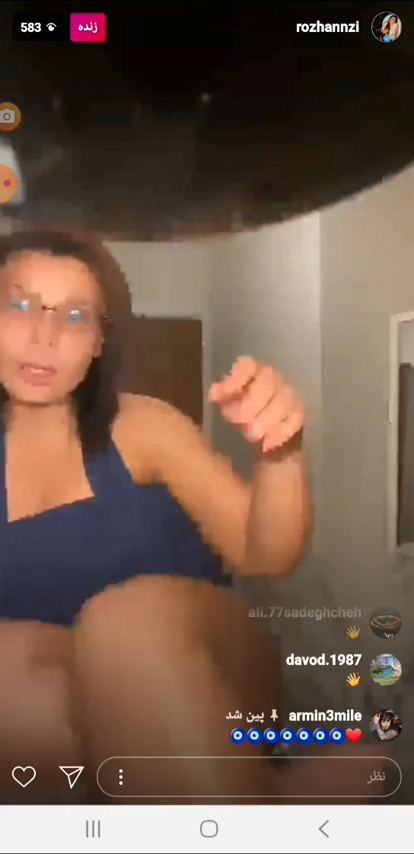 583
زنده
rozhannzi
ali.77sadeghcheh
👋
davod.1987
👋
armin3mile پین شد
🧿🧿🧿🧿🧿🧿🧿❤️
نظر